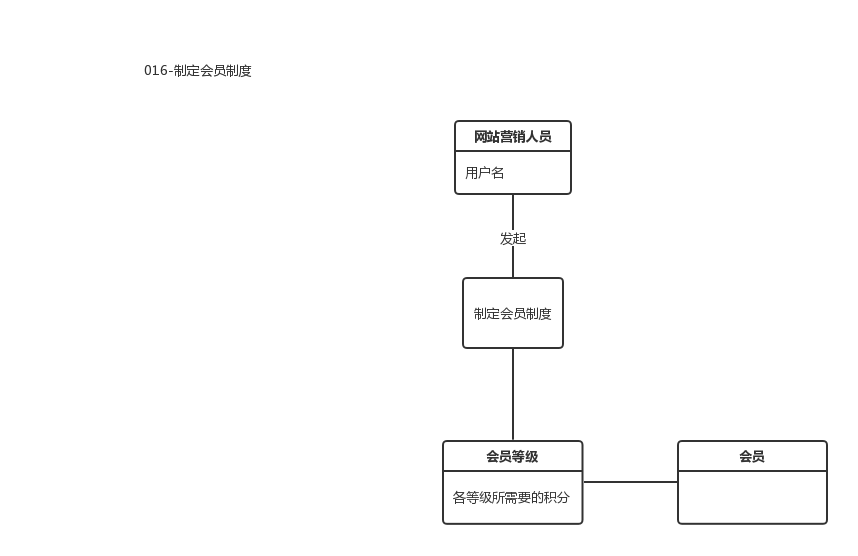 016-制定会员制度
网站营销人员
用户名
发起
制定会员制度
会员等级
各等级所需要的积分
会员